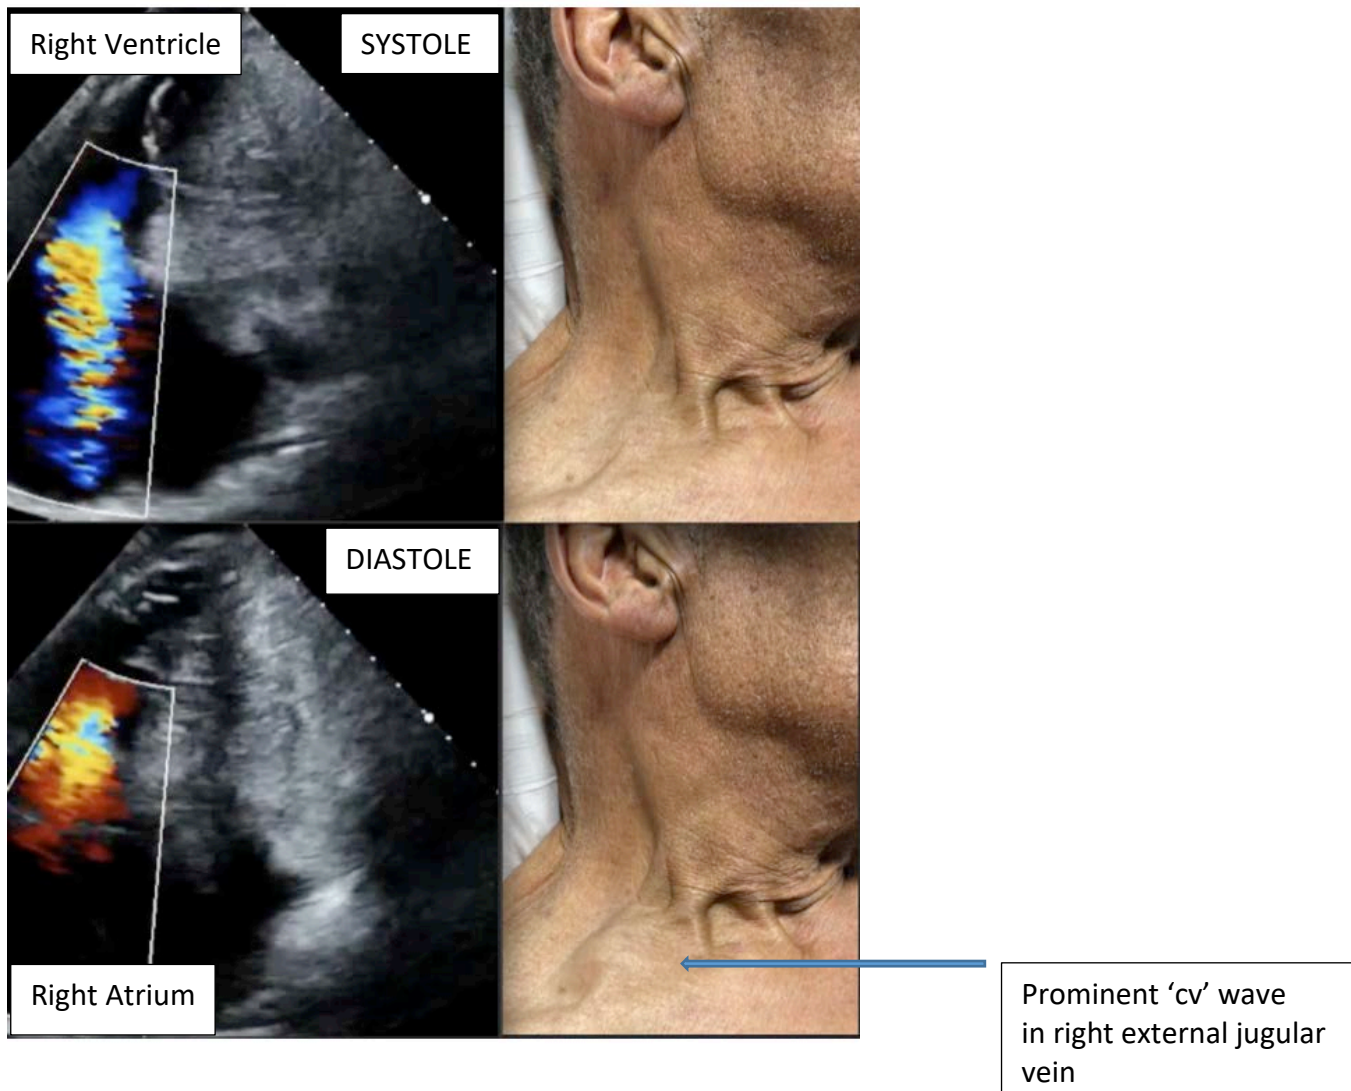 Right Ventricle
SYSTOLE
DIASTOLE
Right Atrium
Prominent ‘cv’ wave
in right external jugular
vein